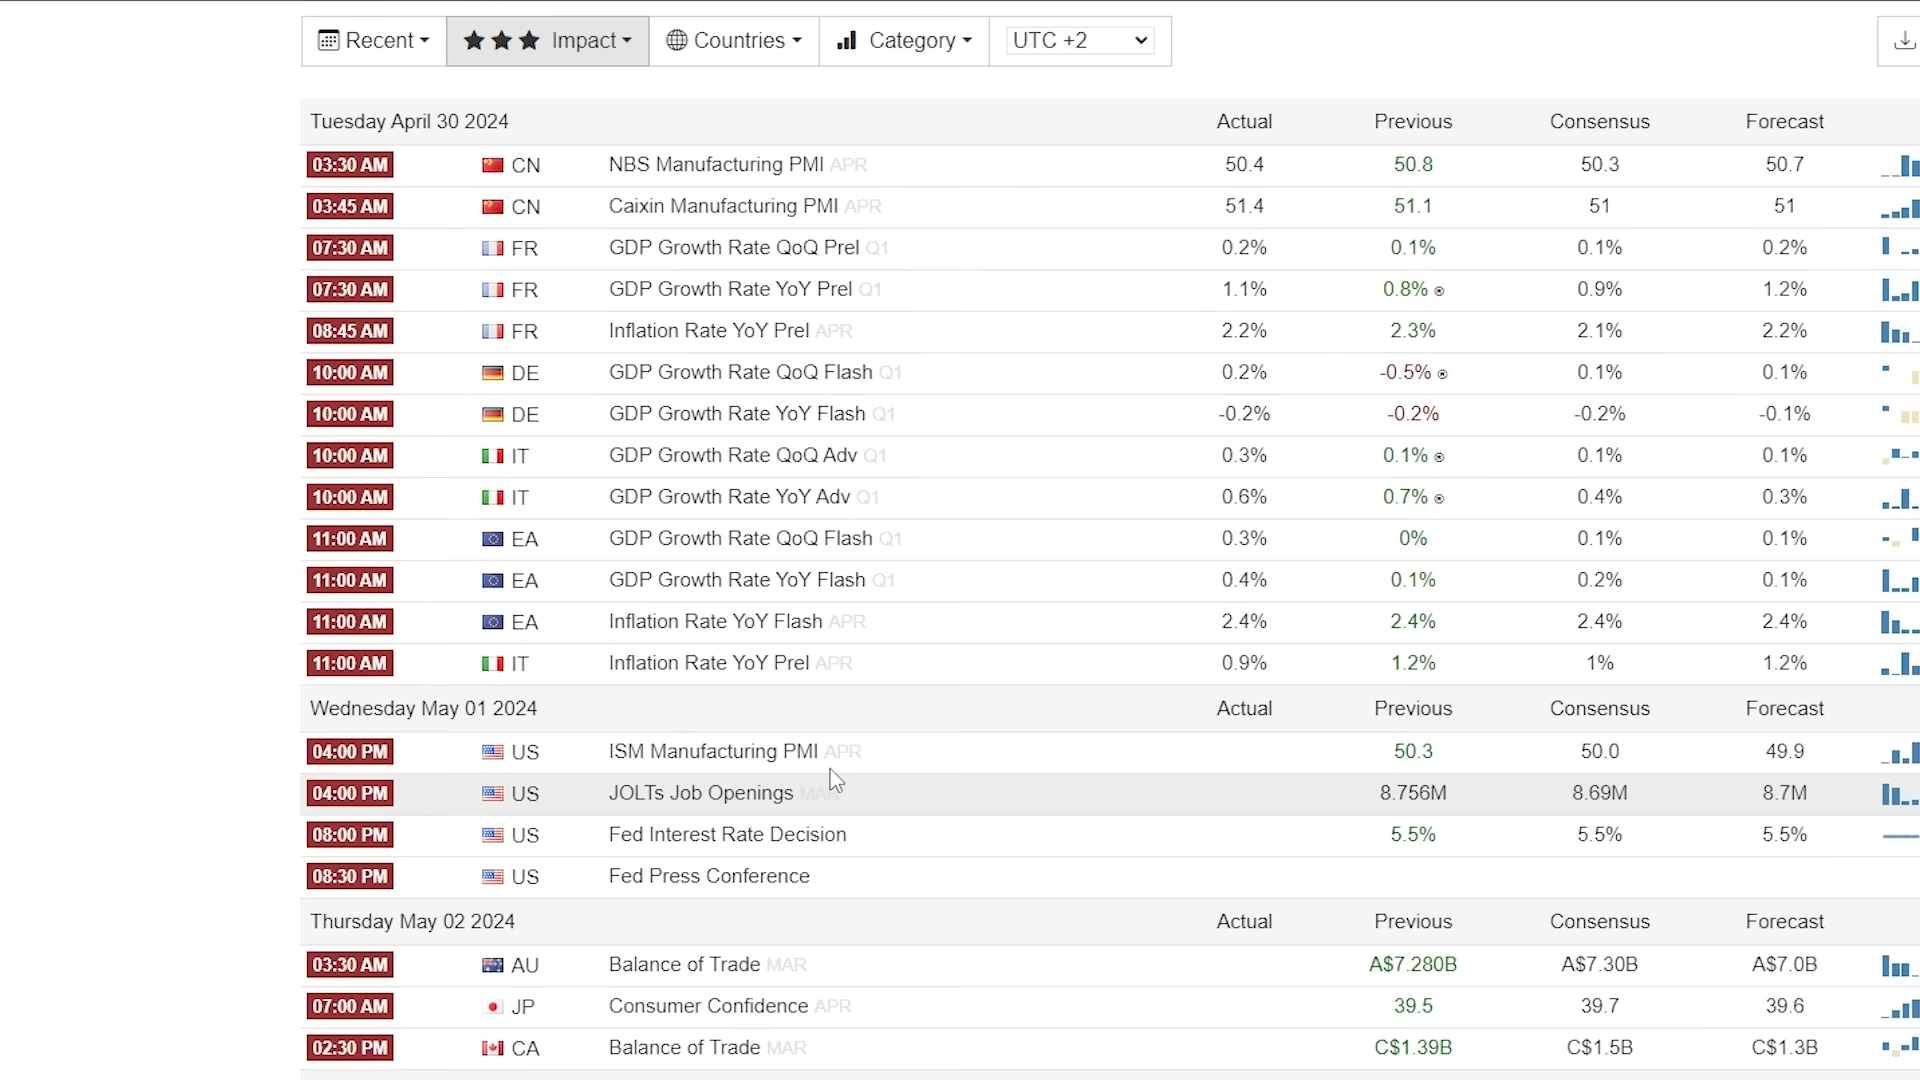 Recent Impact Countries Category UTC +2
Tuesday April 30 2024 Actual Previous Consensus Forecast
03:30 AM CN NBS Manufacturing PMI APR 50.4 50.8 50.3 50.7
03:45 AM CN Caixin Manufacturing PMI APR 51.4 51.1 51 51
07:30 AM FR GDP Growth Rate QoQ Prel Q1 0.2% 0.1% 0.1% 0.2%
07:30 AM FR GDP Growth Rate YoY Prel Q1 1.1% 0.8% 0.9% 1.2%
08:45 AM FR Inflation Rate YoY Prel APR 2.2% 2.3% 2.1% 2.2%
10:00 AM DE GDP Growth Rate QoQ Flash Q1 0.2% -0.5% 0.1% 0.1%
10:00 AM DE GDP Growth Rate YoY Flash Q1 -0.2% -0.2% -0.2% -0.1%
10:00 AM IT GDP Growth Rate QoQ Adv Q1 0.3% 0.1% 0.1% 0.1%
10:00 AM IT GDP Growth Rate YoY Adv Q1 0.6% 0.7% 0.4% 0.3%
11:00 AM EA GDP Growth Rate QoQ Flash Q1 0.3% 0% 0.1% 0.1%
11:00 AM EA GDP Growth Rate YoY Flash Q1 0.4% 0.1% 0.2% 0.1%
11:00 AM EA Inflation Rate YoY Flash APR 2.4% 2.4% 2.4% 2.4%
11:00 AM IT Inflation Rate YoY Prel APR 0.9% 1.2% 1% 1.2%
Wednesday May 01 2024 Actual Previous Consensus Forecast
04:00 PM US ISM Manufacturing PMI APR 50.3 50.0 49.9
04:00 PM US JOLTs Job Openings MAR 8.756M 8.69M 8.7M
08:00 PM US Fed Interest Rate Decision 5.5% 5.5% 5.5%
08:30 PM US Fed Press Conference
Thursday May 02 2024 Actual Previous Consensus Forecast
03:30 AM AU Balance of Trade MAR A$7.280B A$7.30B A$7.0B
07:00 AM JP Consumer Confidence APR 39.5 39.7 39.6
02:30 PM CA Balance of Trade MAR C$1.39B C$1.5B C$1.3B